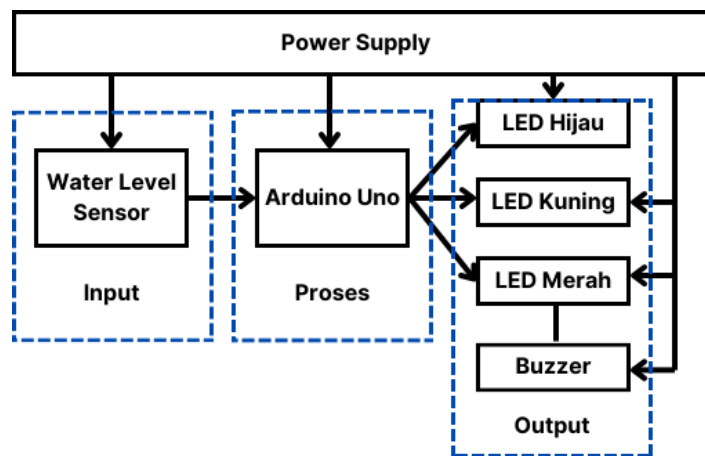 Power Supply
Water Level
Sensor
Input
Arduino Uno
Proses
LED Hijau
LED Kuning
LED Merah
Buzzer
Output